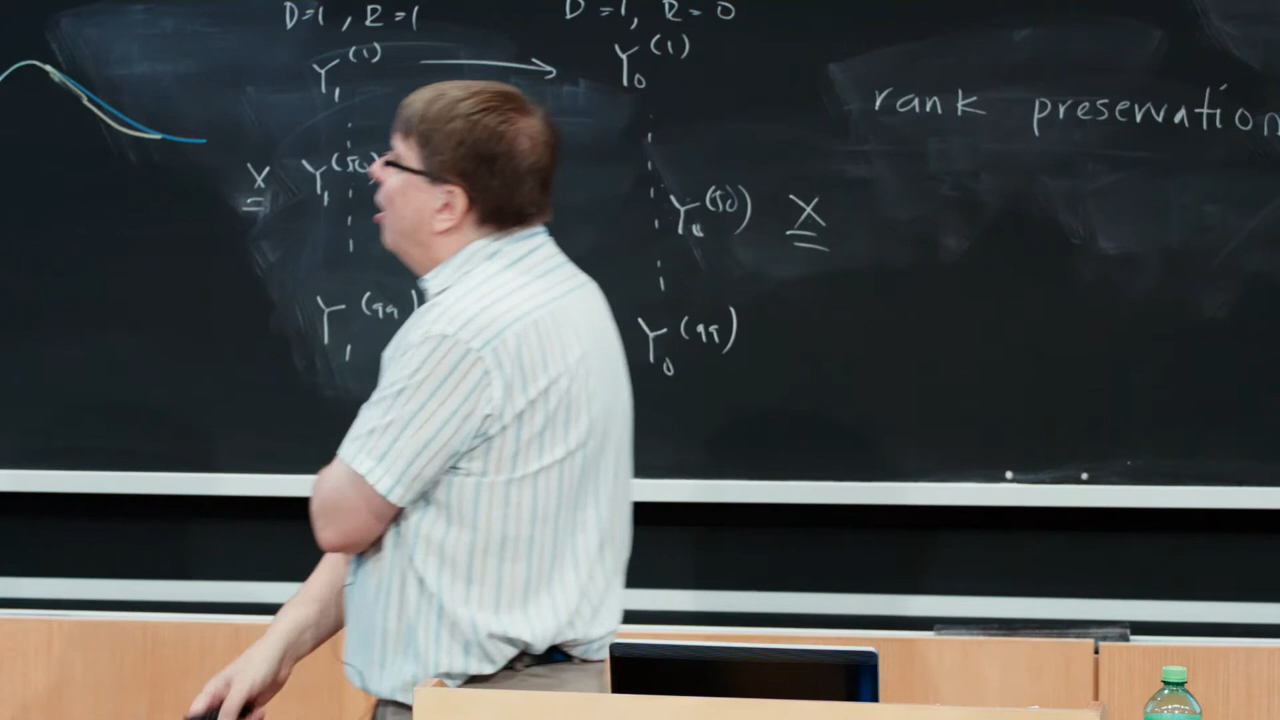 D=1, R=1
D=1, R=0
Y₁⁽¹⁾ → Y₀⁽¹⁾
rank preservation
X Y₁⁽⁵⁰⁾
Y₀⁽⁵⁰⁾ X
Y₁⁽⁹⁹⁾
Y₀⁽⁹⁹⁾